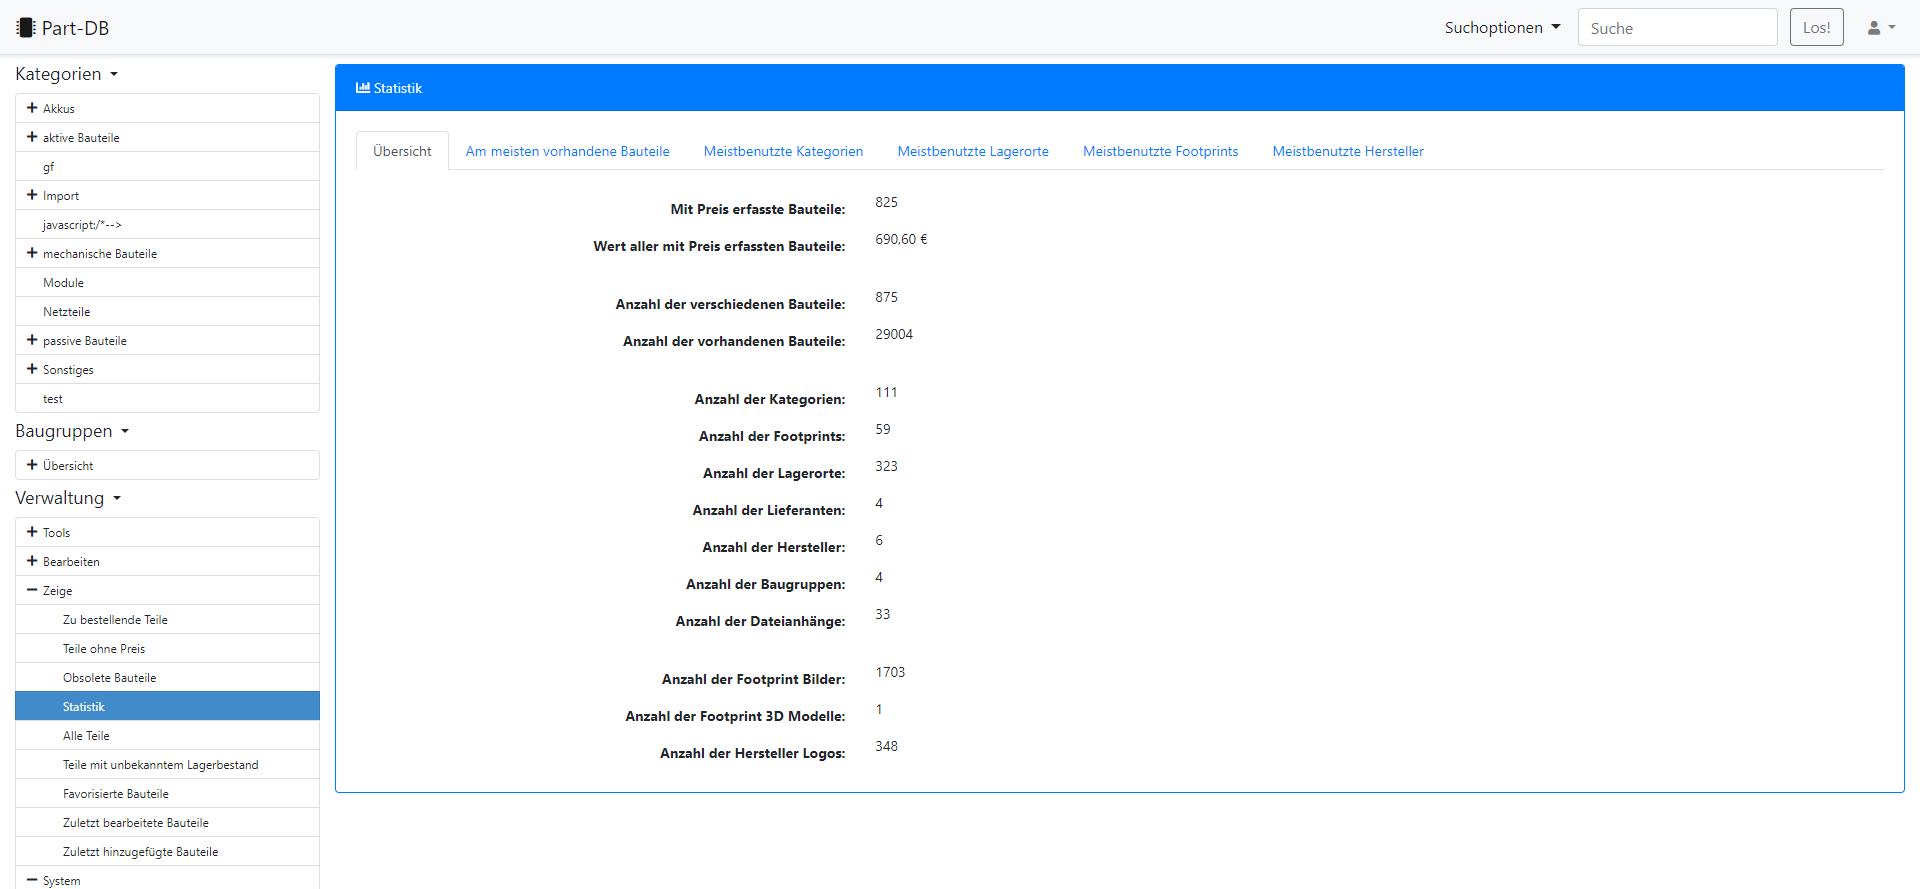 Part-DB
Suchoptionen
Suche
Los!
Kategorien
Akkus
aktive Bauteile
gf
Import
javascript:/*-->
mechanische Bauteile
Module
Netzteile
passive Bauteile
Sonstiges
test
Baugruppen
Übersicht
Verwaltung
Tools
Bearbeiten
Zeige
Zu bestellende Teile
Teile ohne Preis
Obsolete Bauteile
Statistik
Alle Teile
Teile mit unbekanntem Lagerbestand
Favorisierte Bauteile
Zuletzt bearbeitete Bauteile
Zuletzt hinzugefügte Bauteile
System
Statistik
Übersicht Am meisten vorhandene Bauteile Meistbenutzte Kategorien Meistbenutzte Lagerorte Meistbenutzte Footprints Meistbenutzte Hersteller
Mit Preis erfasste Bauteile: 825
Wert aller mit Preis erfassten Bauteile: 690,60 €
Anzahl der verschiedenen Bauteile: 875
Anzahl der vorhandenen Bauteile: 29004
Anzahl der Kategorien: 111
Anzahl der Footprints: 59
Anzahl der Lagerorte: 323
Anzahl der Lieferanten: 4
Anzahl der Hersteller: 6
Anzahl der Baugruppen: 4
Anzahl der Dateianhänge: 33
Anzahl der Footprint Bilder: 1703
Anzahl der Footprint 3D Modelle: 1
Anzahl der Hersteller Logos: 348